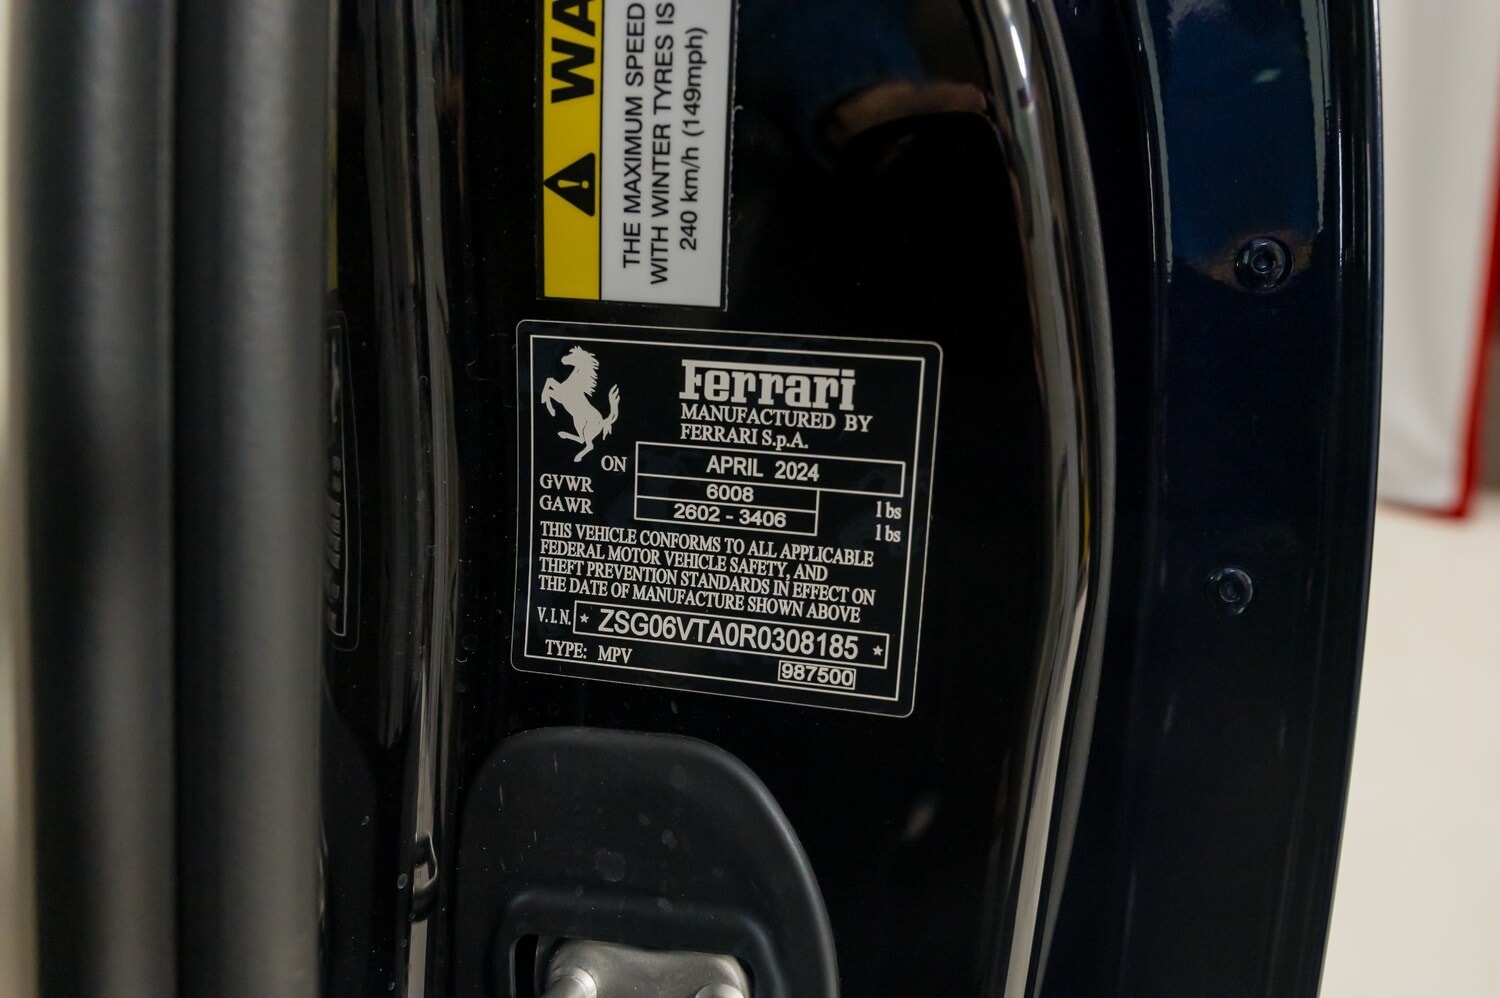 WA
THE MAXIMUM SPEED
WITH WINTER TYRES IS
240 km/h (149mph)
Ferrari
MANUFACTURED BY
FERRARI S.p.A.
ON APRIL 2024
GVWR 6008 lbs
GAWR 2602 - 3406 lbs
THIS VEHICLE CONFORMS TO ALL APPLICABLE
FEDERAL MOTOR VEHICLE SAFETY, AND
THEFT PREVENTION STANDARDS IN EFFECT ON
THE DATE OF MANUFACTURE SHOWN ABOVE
V.I.N. * ZSG06VTA0R0308185 *
TYPE: MPV
987500